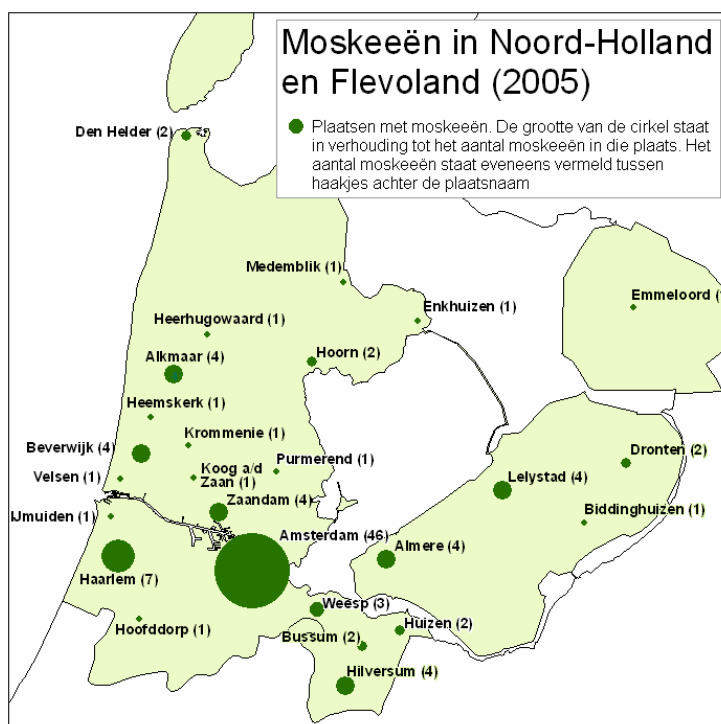 Moskeeën in Noord-Holland
en Flevoland (2005)
Plaatsen met moskeeën. De grootte van de cirkel staat
in verhouding tot het aantal moskeeën in die plaats. Het
aantal moskeeën staat eveneens vermeld tussen
haakjes achter de plaatsnaam
Den Helder (2)
Medemblik (1)
Emmeloord (
Enkhuizen (1)
Heerhugowaard (1)
Alkmaar (4)
Hoorn (2)
Heemskerk (1)
Krommenie (1)
Beverwijk (4)
Dronten (2)
Velsen (1)
Koog a/d
Zaan (1)
Purmerend (1)
Lelystad (4)
Zaandam (4)
Biddinghuizen (1)
IJmuiden (1)
Amsterdam (46)
Almere (4)
Haarlem (7)
Weesp (3)
Hoofddorp (1)
Huizen (2)
Bussum (2)
Hilversum (4)